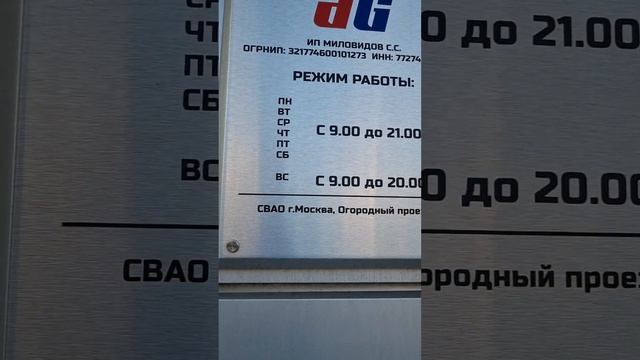 dG
ИП МИЛОВИДОВ С.С.
ОГРНИП: 321774600101273 ИНН: 77274
РЕЖИМ РАБОТЫ:
ПН
ВТ
СР
ЧТ С 9.00 до 21.00
ПТ
СБ
ВС С 9.00 до 20.00
СВАО г.Москва, Огородный прое